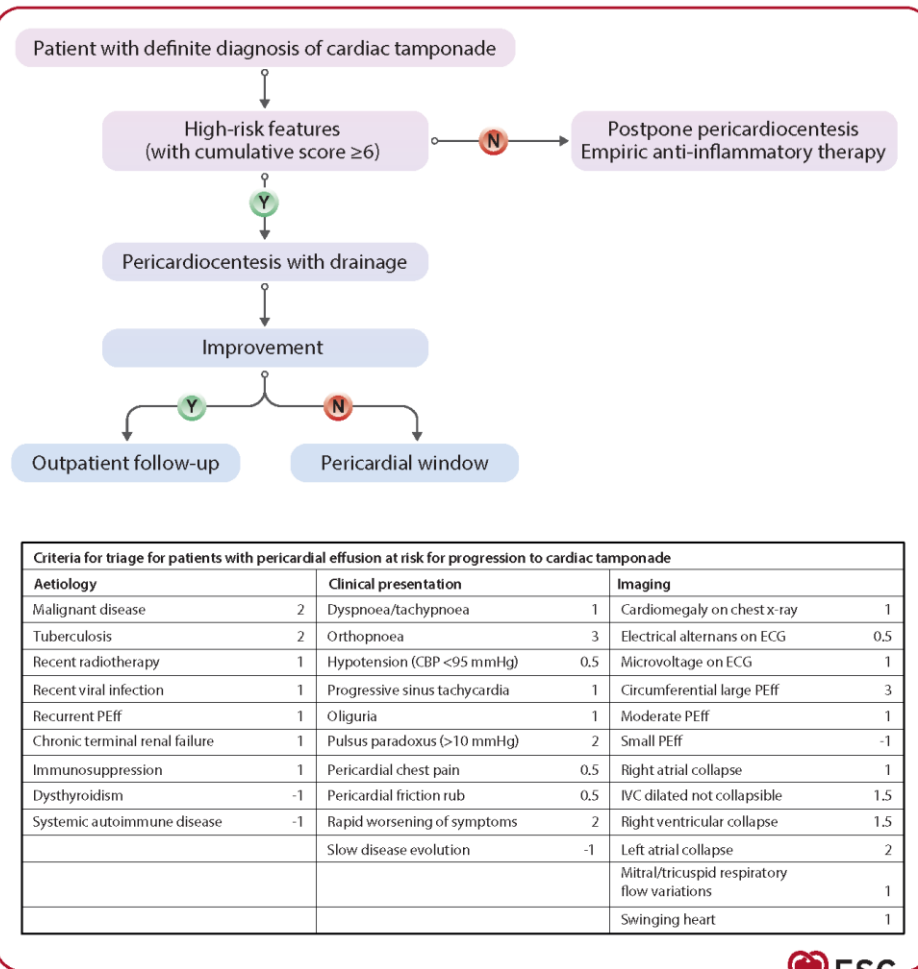 Patient with definite diagnosis of cardiac tamponade
High-risk features
(with cumulative score ≥6)
N
Postpone pericardiocentesis
Empiric anti-inflammatory therapy
Y
Pericardiocentesis with drainage
Improvement
Y
N
Outpatient follow-up
Pericardial window
Criteria for triage for patients with pericardial effusion at risk for progression to cardiac tamponade
Aetiology Clinical presentation Imaging
Malignant disease 2 Dyspnoea/tachypnoea 1 Cardiomegaly on chest x-ray 1
Tuberculosis 2 Orthopnoea 3 Electrical alternans on ECG 0.5
Recent radiotherapy 1 Hypotension (CBP <95 mmHg) 0.5 Microvoltage on ECG 1
Recent viral infection 1 Progressive sinus tachycardia 1 Circumferential large PEff 3
Recurrent PEff 1 Oliguria 1 Moderate PEff 1
Chronic terminal renal failure 1 Pulsus paradoxus (>10 mmHg) 2 Small PEff -1
Immunosuppression 1 Pericardial chest pain 0.5 Right atrial collapse 1
Dysthyroidism -1 Pericardial friction rub 0.5 IVC dilated not collapsible 1.5
Systemic autoimmune disease -1 Rapid worsening of symptoms 2 Right ventricular collapse 1.5
Slow disease evolution -1 Left atrial collapse 2
Mitral/tricuspid respiratory
flow variations 1
Swinging heart 1
ESC